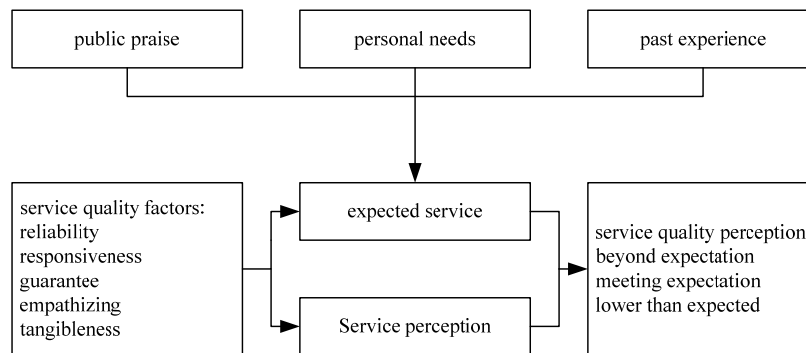 public praise
personal needs
past experience
service quality factors:
reliability
responsiveness
guarantee
empathizing
tangibleness
expected service
Service perception
service quality perception
beyond expectation
meeting expectation
lower than expected